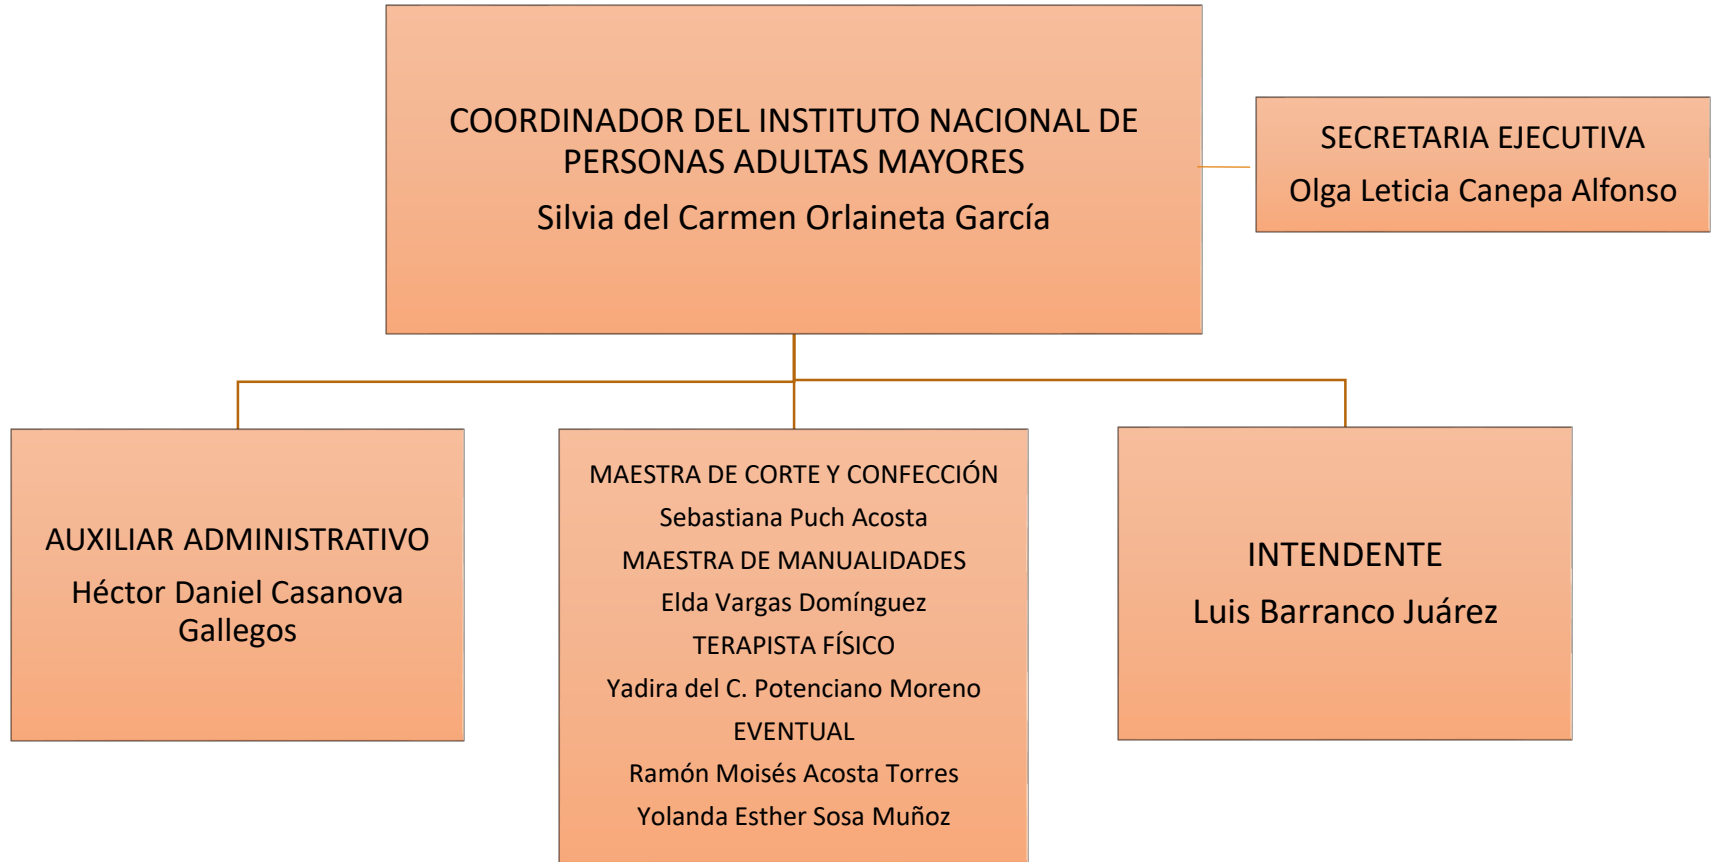 COORDINADOR DEL INSTITUTO NACIONAL DE
PERSONAS ADULTAS MAYORES
Silvia del Carmen Orlaineta García
SECRETARIA EJECUTIVA
Olga Leticia Canepa Alfonso
AUXILIAR ADMINISTRATIVO
Héctor Daniel Casanova
Gallegos
MAESTRA DE CORTE Y CONFECCIÓN
Sebastiana Puch Acosta
MAESTRA DE MANUALIDADES
Elda Vargas Domínguez
TERAPISTA FÍSICO
Yadira del C. Potenciano Moreno
EVENTUAL
Ramón Moisés Acosta Torres
Yolanda Esther Sosa Muñoz
INTENDENTE
Luis Barranco Juárez